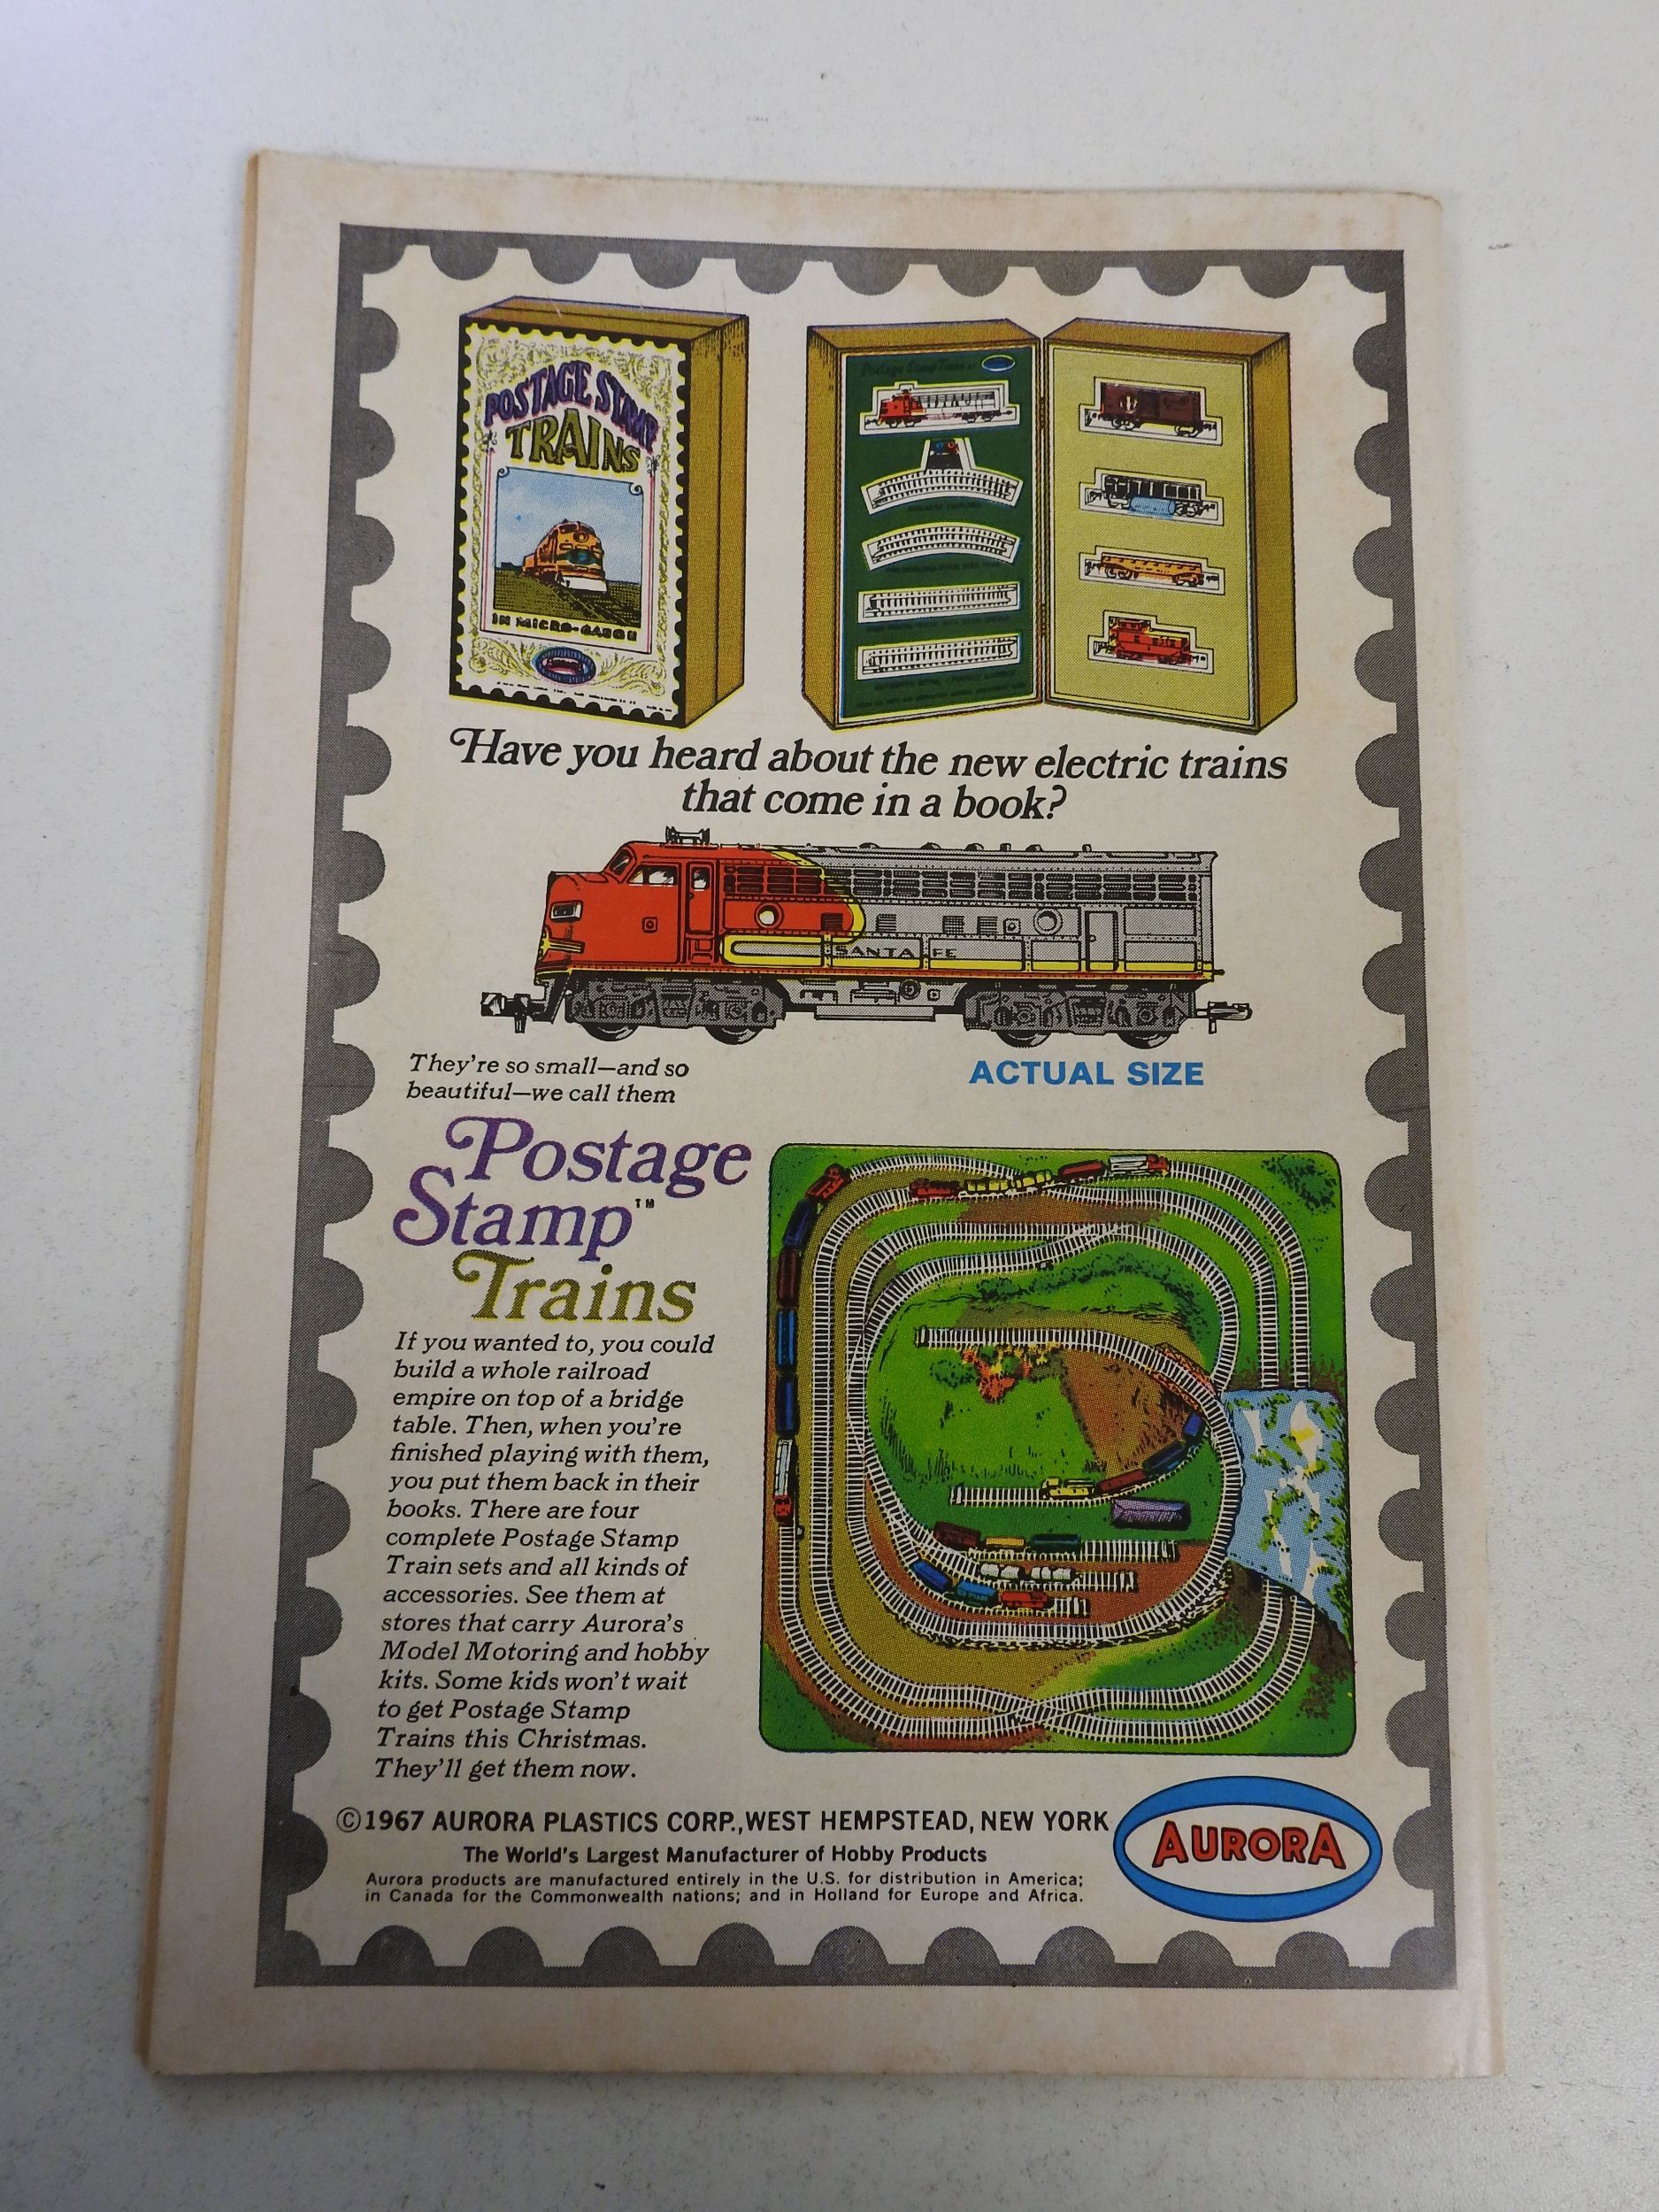 POSTAGE STAMP
TRAINS
IN MICRO-GAUGE
Postage Stamp Trains
Have you heard about the new electric trains
that come in a book?
SANTA FE
They're so small—and so
beautiful—we call them
ACTUAL SIZE
Postage
Stamp™
Trains
If you wanted to, you could
build a whole railroad
empire on top of a bridge
table. Then, when you're
finished playing with them,
you put them back in their
books. There are four
complete Postage Stamp
Train sets and all kinds of
accessories. See them at
stores that carry Aurora's
Model Motoring and hobby
kits. Some kids won't wait
to get Postage Stamp
Trains this Christmas.
They'll get them now.
©1967 AURORA PLASTICS CORP., WEST HEMPSTEAD, NEW YORK
The World's Largest Manufacturer of Hobby Products
Aurora products are manufactured entirely in the U.S. for distribution in America;
in Canada for the Commonwealth nations; and in Holland for Europe and Africa.
AURORA